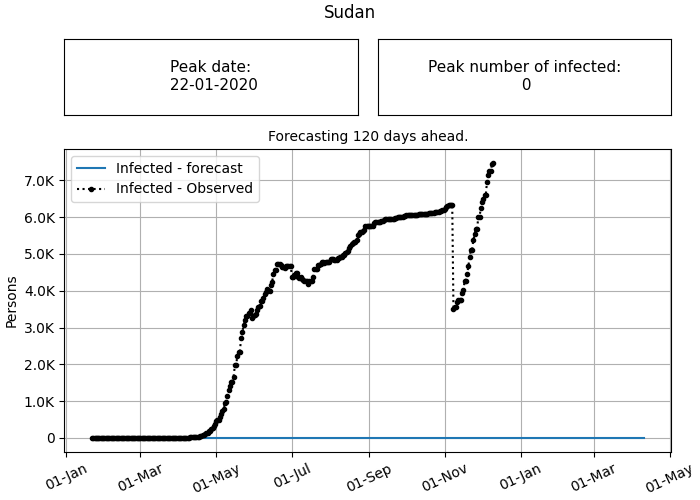 Sudan
Peak date:
22-01-2020
Peak number of infected:
0
Forecasting 120 days ahead.
Infected - forecast
Infected - Observed
7.0K
6.0K
5.0K
4.0K
3.0K
2.0K
1.0K
0
Persons
01-Jan
01-Mar
01-May
01-Jul
01-Sep
01-Nov
01-Jan
01-Mar
01-May